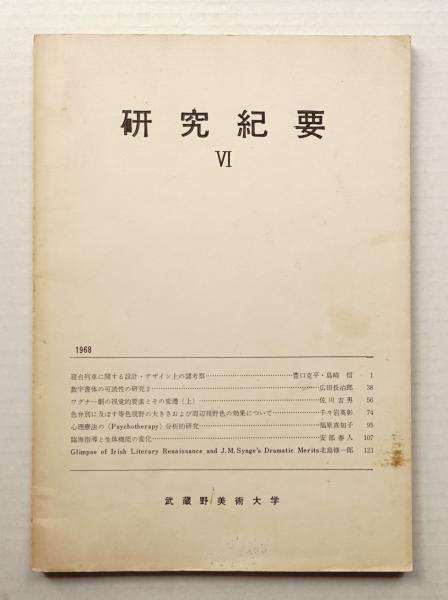 研究紀要
VI
1968
寝台列車に関する設計・デザイン上の諸考察………豊口克平・島崎 信 1
数字書体の可読性の研究2………広田長治郎 38
ワグナー劇の視覚的要素とその変遷（上）………佐川吉男 56
色弁別に及ぼす等色視野の大きさおよび周辺視野色の効果について………千々岩英彰 74
心理療法の（Psychotherapy）分析的研究………福原真知子 95
臨海指導と生体機能の変化………安部泰人 107
Glimpse of Irish Literary Renaissance and J.M.Synge's Dramatic Merits北島修一郎 121
武蔵野美術大学